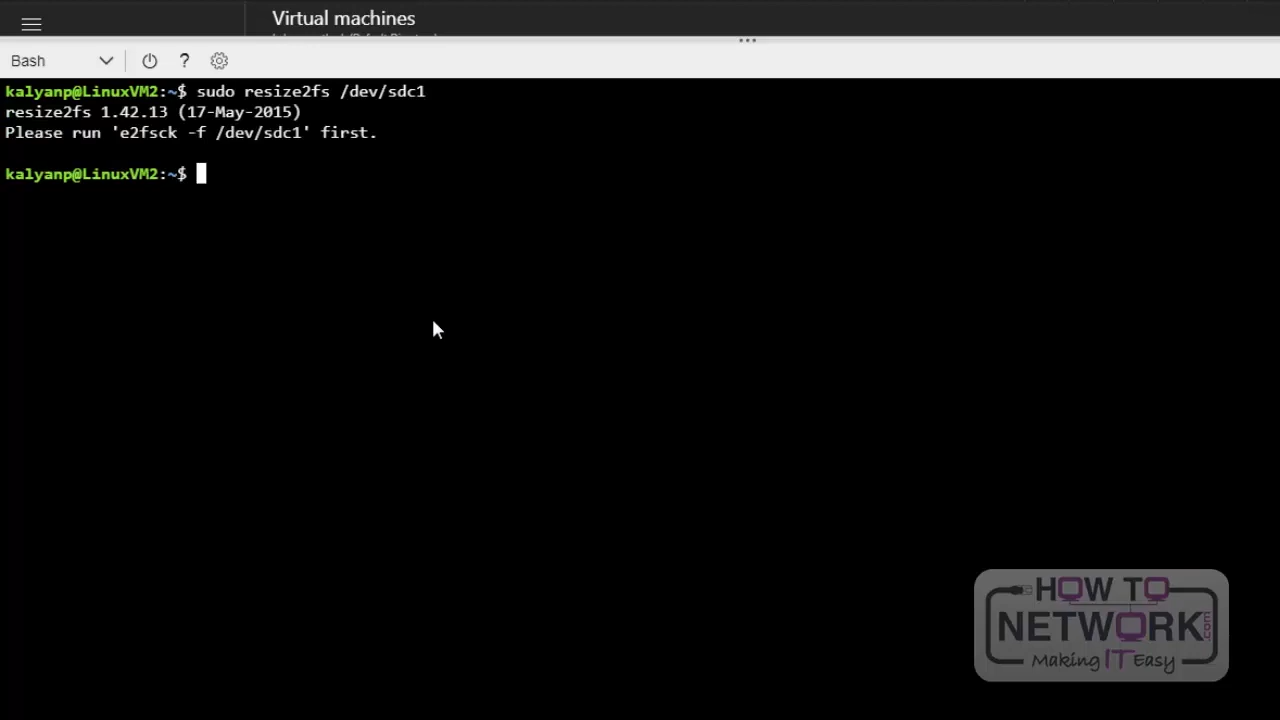 Virtual machines
Bash
?
kalyanp@LinuxVM2:~$ sudo resize2fs /dev/sdc1
resize2fs 1.42.13 (17-May-2015)
Please run 'e2fsck -f /dev/sdc1' first.
kalyanp@LinuxVM2:~$
HOW TO
NETWORK.com
Making IT Easy